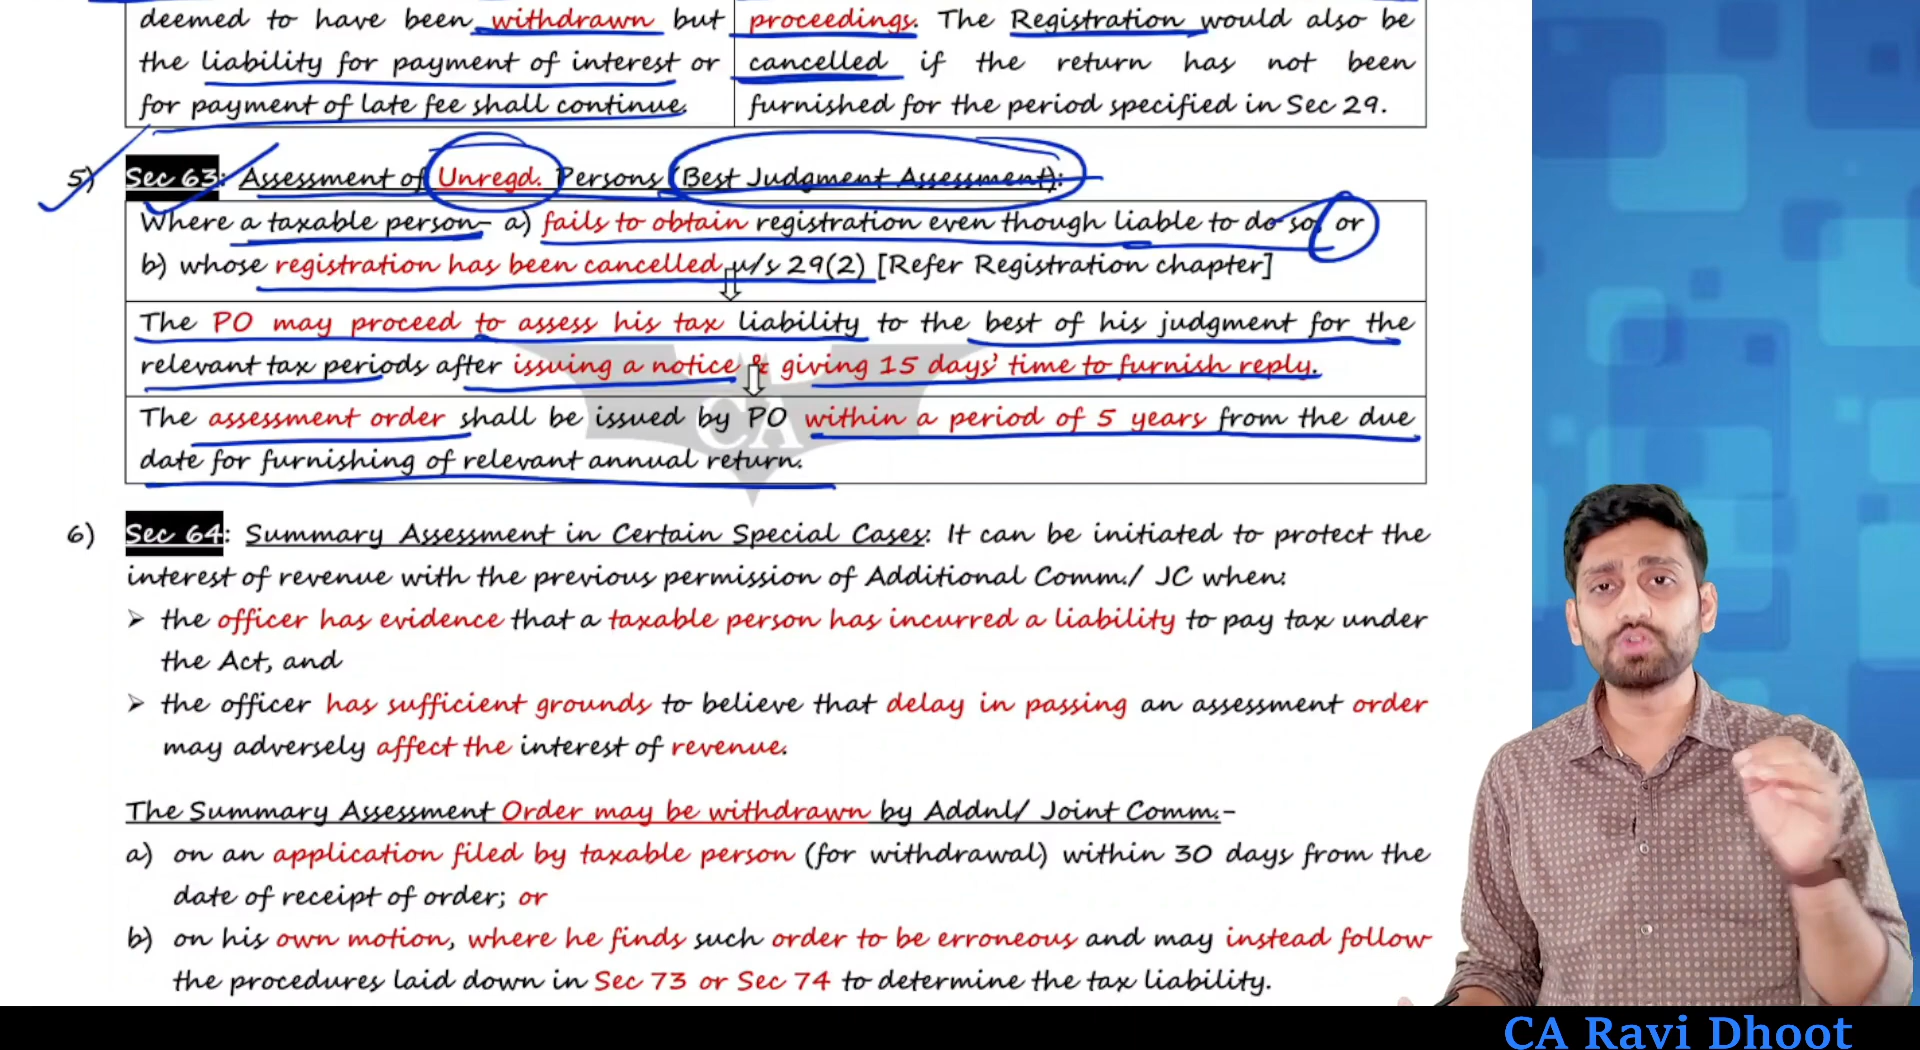 deemed to have been withdrawn but
the liability for payment of interest or
for payment of late fee shall continue.
proceedings. The Registration would also be
cancelled if the return has not been
furnished for the period specified in Sec 29.
5) Sec 63: Assessment of Unregd. Persons (Best Judgment Assessment):
Where a taxable person- a) fails to obtain registration even though liable to do so, or
b) whose registration has been cancelled u/s 29(2) [Refer Registration chapter]
The PO may proceed to assess his tax liability to the best of his judgment for the
relevant tax periods after issuing a notice & giving 15 days' time to furnish reply.
The assessment order shall be issued by PO within a period of 5 years from the due
date for furnishing of relevant annual return.
CA
6) Sec 64: Summary Assessment in Certain Special Cases: It can be initiated to protect the
interest of revenue with the previous permission of Additional Comm./ JC when:
➢ the officer has evidence that a taxable person has incurred a liability to pay tax under
the Act, and
➢ the officer has sufficient grounds to believe that delay in passing an assessment order
may adversely affect the interest of revenue.
The Summary Assessment Order may be withdrawn by Addnl/ Joint Comm.-
a) on an application filed by taxable person (for withdrawal) within 30 days from the
date of receipt of order; or
b) on his own motion, where he finds such order to be erroneous and may instead follow
the procedures laid down in Sec 73 or Sec 74 to determine the tax liability.
CA Ravi Dhoot